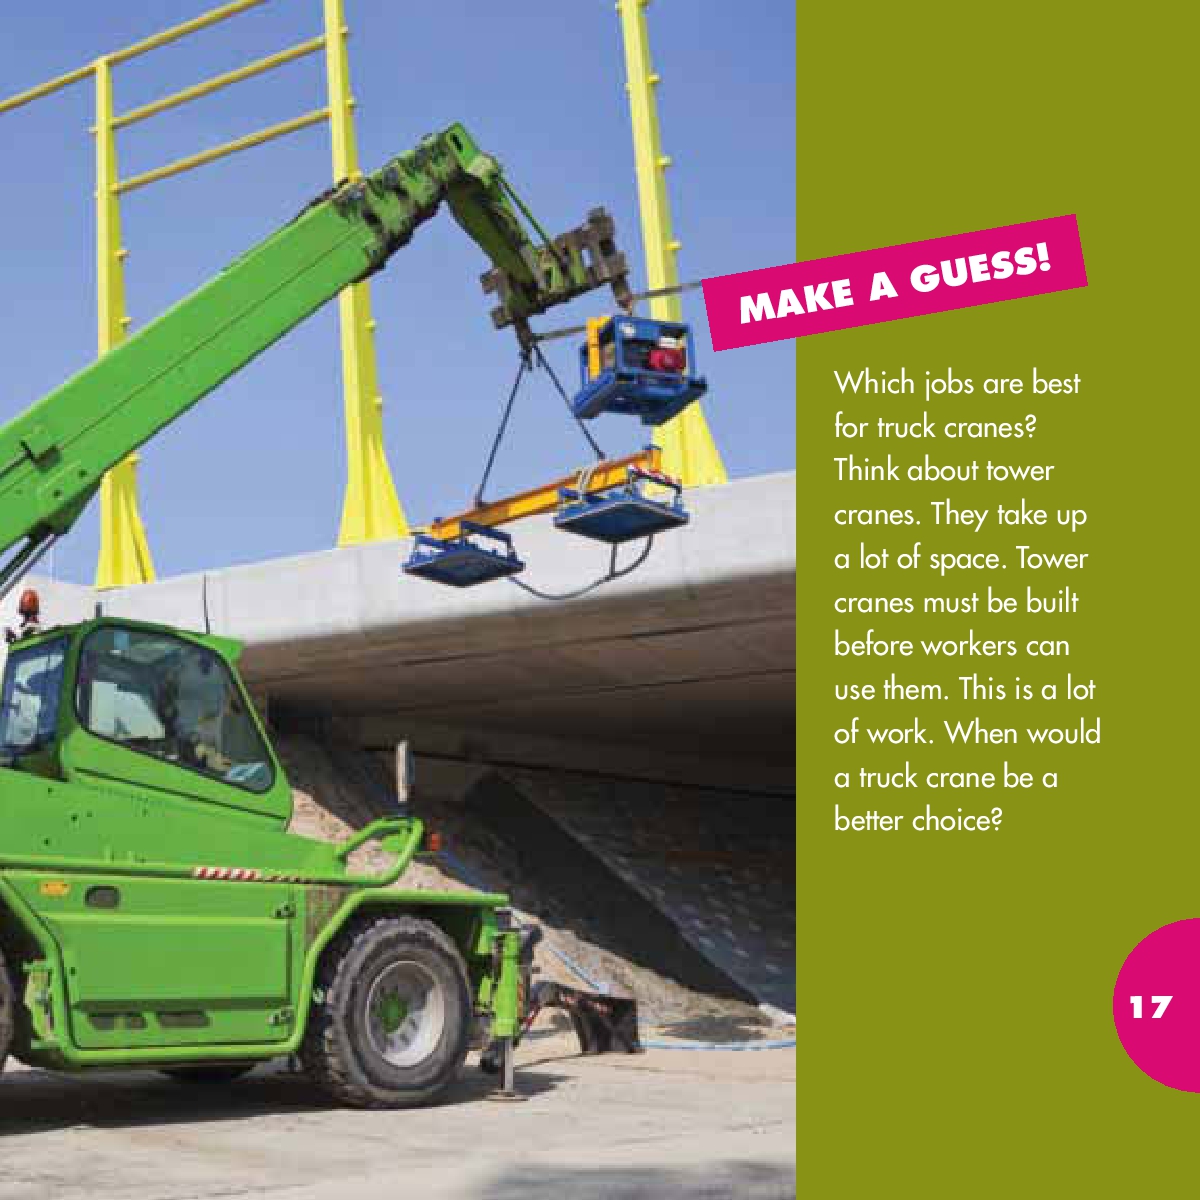 MAKE A GUESS!
Which jobs are best
for truck cranes?
Think about tower
cranes. They take up
a lot of space. Tower
cranes must be built
before workers can
use them. This is a lot
of work. When would
a truck crane be a
better choice?
17